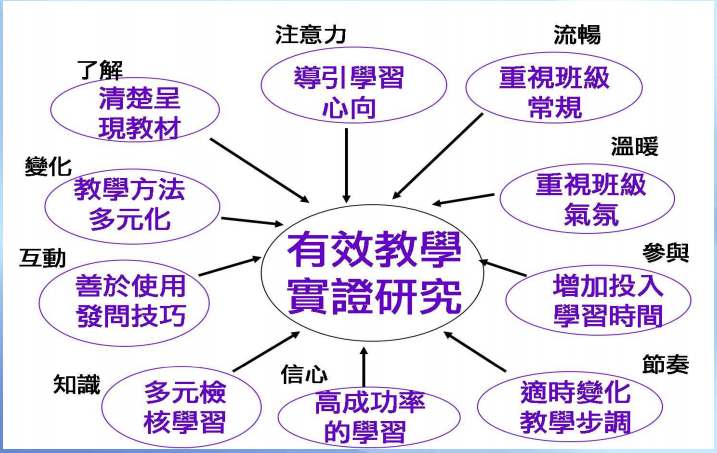 注意力
導引學習
心向
流暢
重視班級
常規
了解
清楚呈
現教材
溫暖
重視班級
氣氛
變化
教學方法
多元化
有效教學
實證研究
互動
善於使用
發問技巧
參與
增加投入
學習時間
知識
多元檢
核學習
信心
高成功率
的學習
節奏
適時變化
教學步調